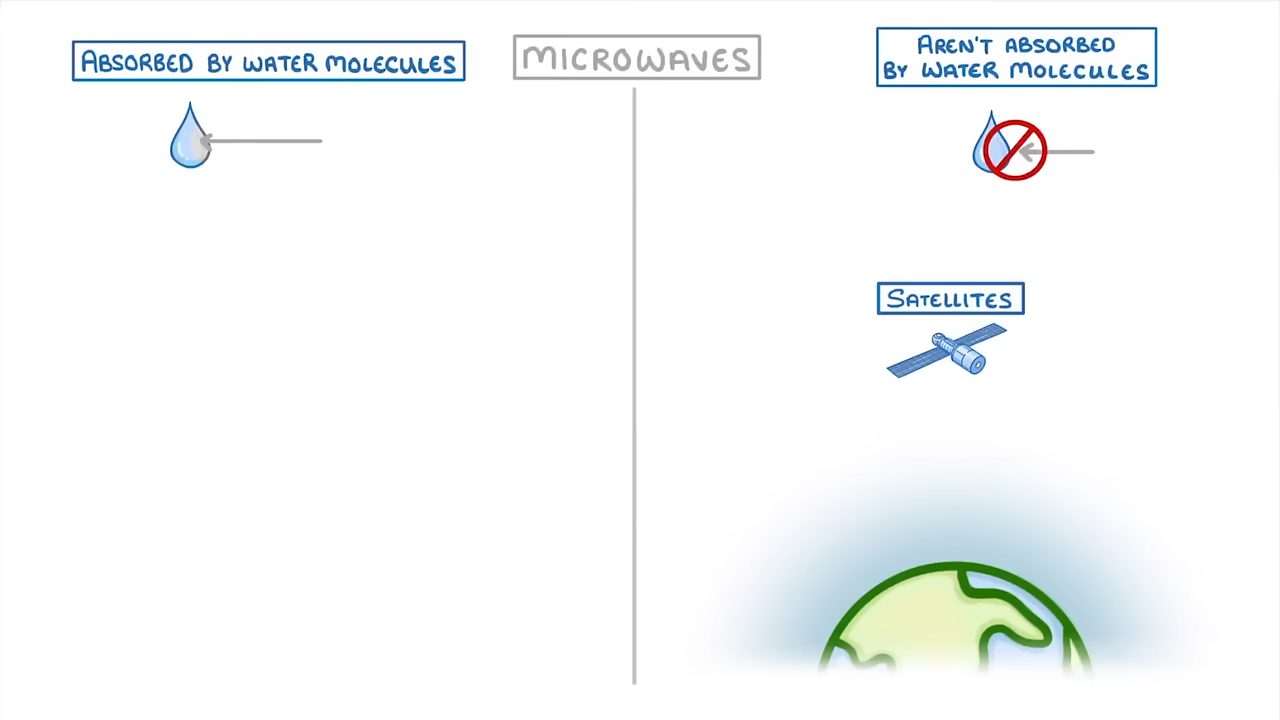 ABSORBED BY WATER MOLECULES
MICROWAVES
AREN'T ABSORBED
BY WATER MOLECULES
SATELLITES